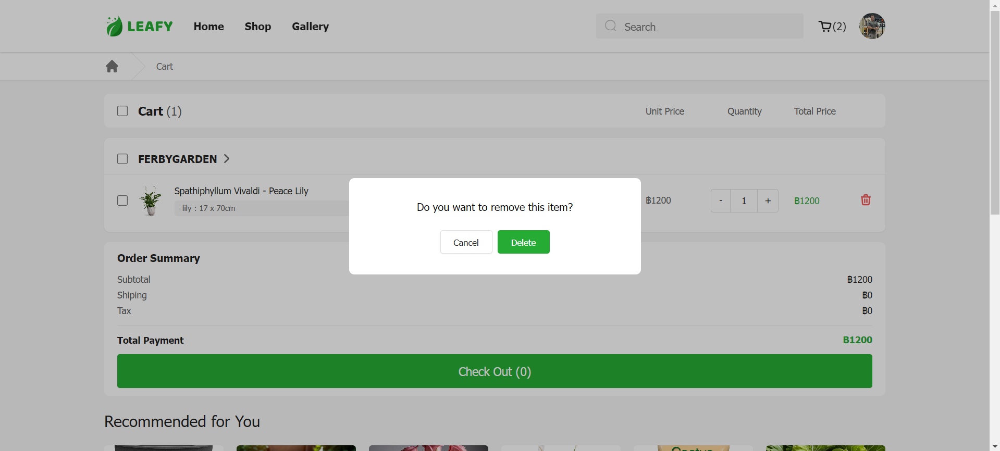 LEAFY
Home
Shop
Gallery
Search
(2)
Cart
Cart (1)
Unit Price
Quantity
Total Price
FERBYGARDEN
Spathiphyllum Vivaldi - Peace Lily
lily : 17 x 70cm
฿1200
- 1 +
฿1200
Do you want to remove this item?
Cancel
Delete
Order Summary
Subtotal
฿1200
Shiping
฿0
Tax
฿0
Total Payment
฿1200
Check Out (0)
Recommended for You